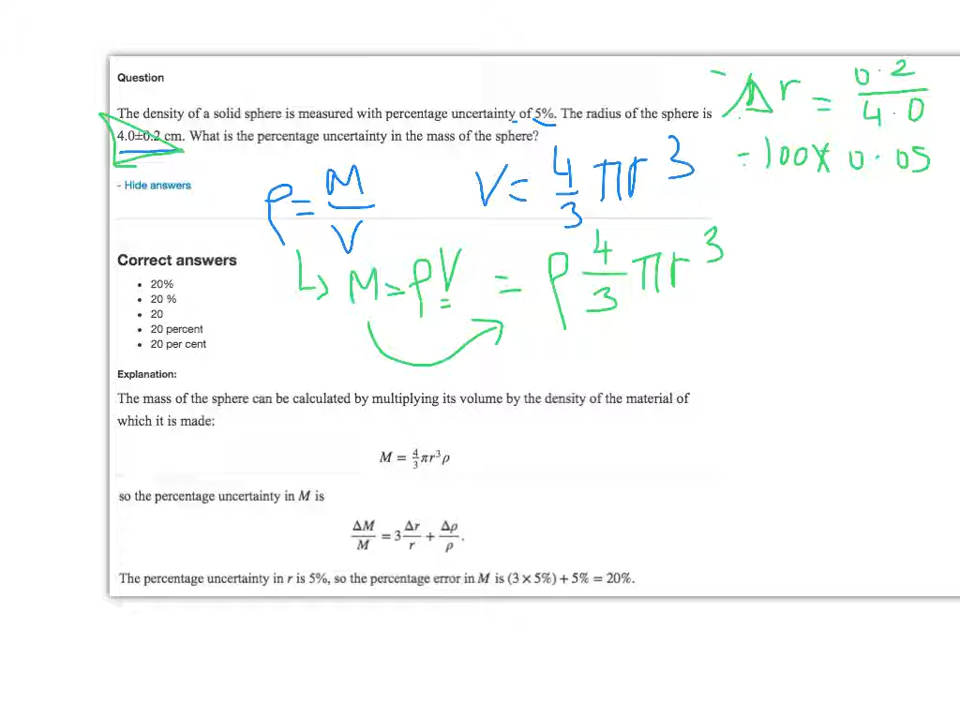 Question
The density of a solid sphere is measured with percentage uncertainty of 5%. The radius of the sphere is
4.0±0.2 cm. What is the percentage uncertainty in the mass of the sphere?
- Hide answers
Δr = 0.2/4.0
= 100 × 0.05
ρ = M/V
V = 4/3 πr³
↳ M = ρV = ρ 4/3 πr³
Correct answers
• 20%
• 20 %
• 20
• 20 percent
• 20 per cent
Explanation:
The mass of the sphere can be calculated by multiplying its volume by the density of the material of
which it is made:
M = 4/3 πr³ρ
so the percentage uncertainty in M is
ΔM/M = 3 Δr/r + Δρ/ρ.
The percentage uncertainty in r is 5%, so the percentage error in M is (3 × 5%) + 5% = 20%.